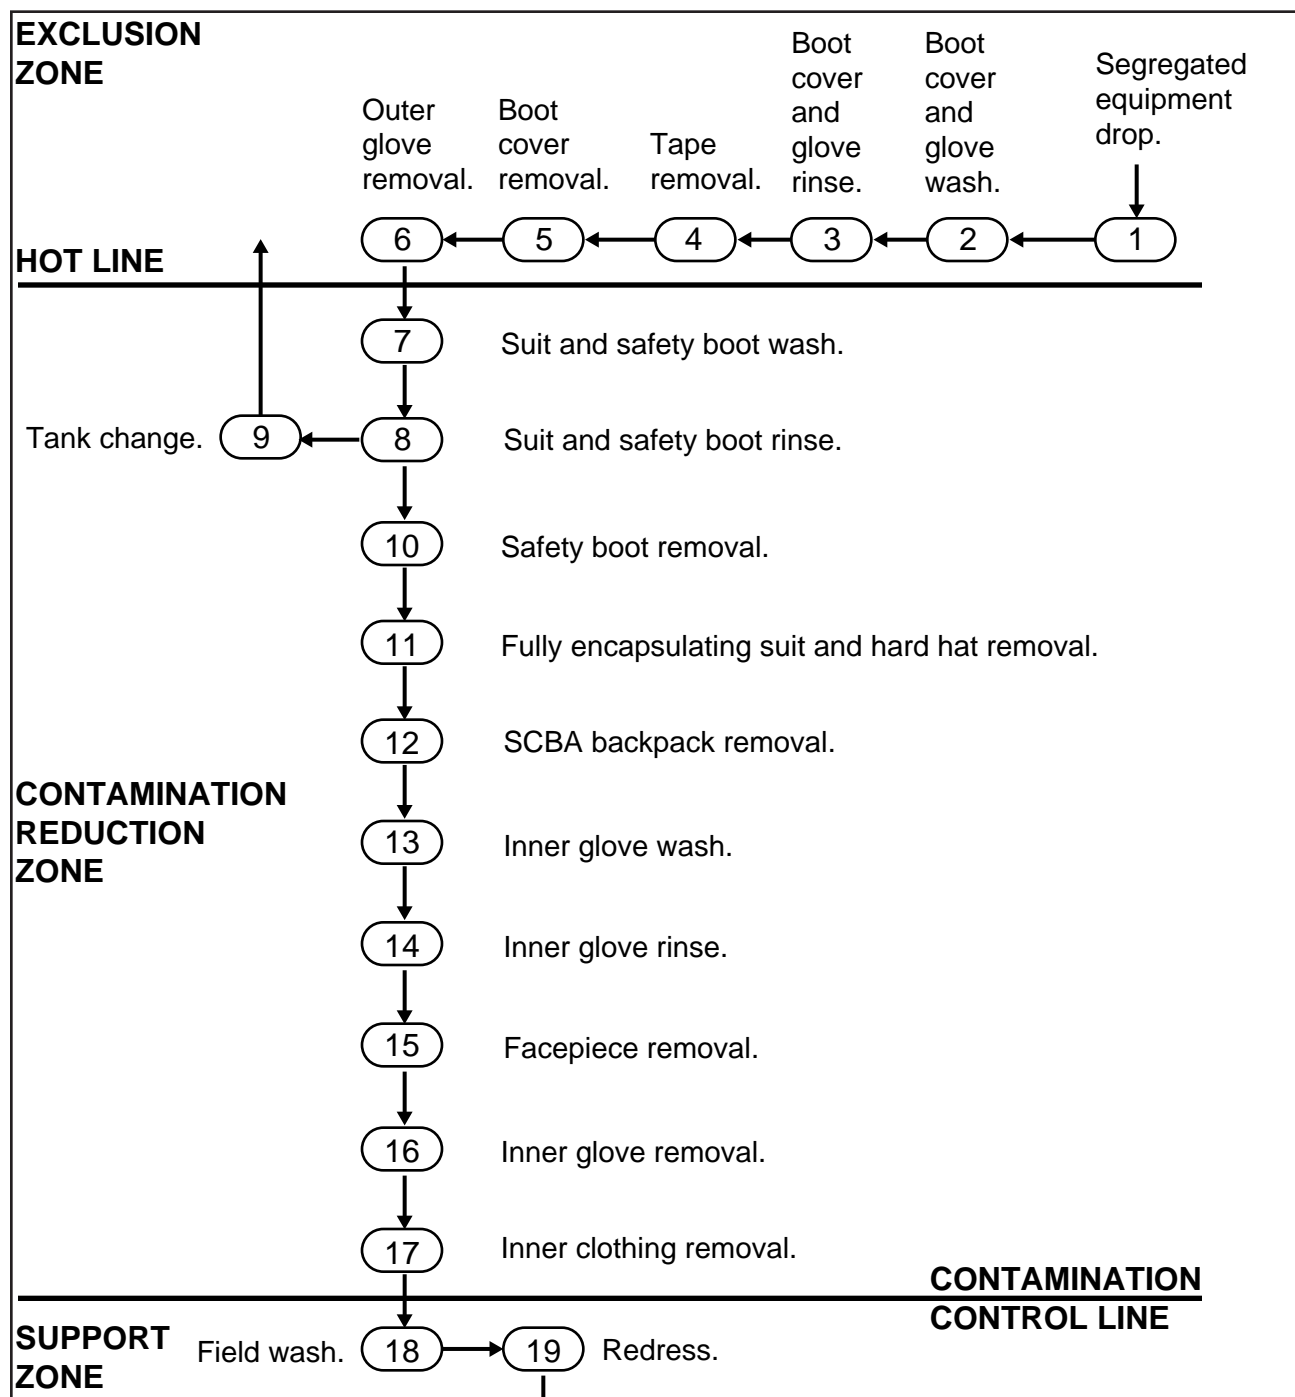 EXCLUSION
ZONE
Outer
glove
removal.
Boot
cover
removal.
Tape
removal.
Boot
cover
and
glove
rinse.
Boot
cover
and
glove
wash.
Segregated
equipment
drop.
6
5
4
3
2
1
HOT LINE
7
Suit and safety boot wash.
Tank change.
9
8
Suit and safety boot rinse.
10
Safety boot removal.
11
Fully encapsulating suit and hard hat removal.
12
SCBA backpack removal.
CONTAMINATION
REDUCTION
ZONE
13
Inner glove wash.
14
Inner glove rinse.
15
Facepiece removal.
16
Inner glove removal.
17
Inner clothing removal.
CONTAMINATION
CONTROL LINE
SUPPORT
ZONE
Field wash.
18
19
Redress.